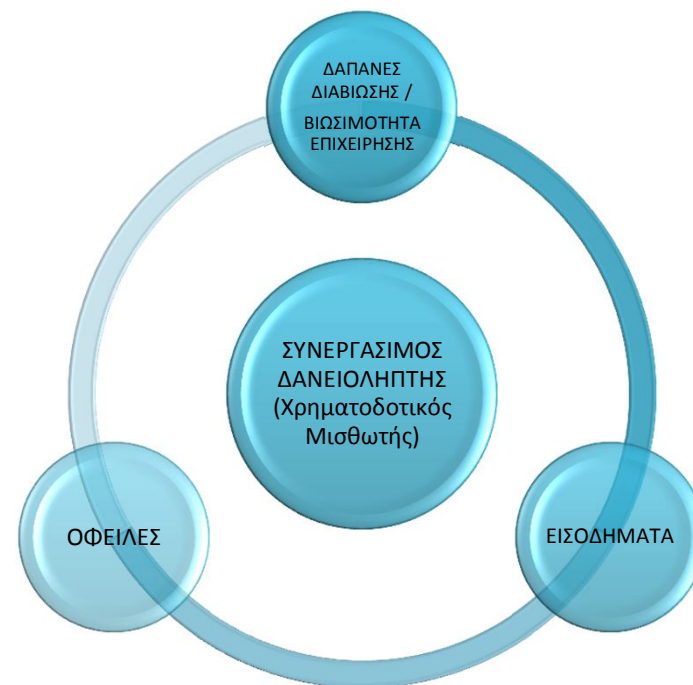 ΔΑΠΑΝΕΣ
ΔΙΑΒΙΩΣΗΣ /
ΒΙΩΣΙΜΟΤΗΤΑ
ΕΠΙΧΕΙΡΗΣΗΣ
ΣΥΝΕΡΓΑΣΙΜΟΣ
ΔΑΝΕΙΟΛΗΠΤΗΣ
(Χρηματοδοτικός
Μισθωτής)
ΟΦΕΙΛΕΣ
ΕΙΣΟΔΗΜΑΤΑ